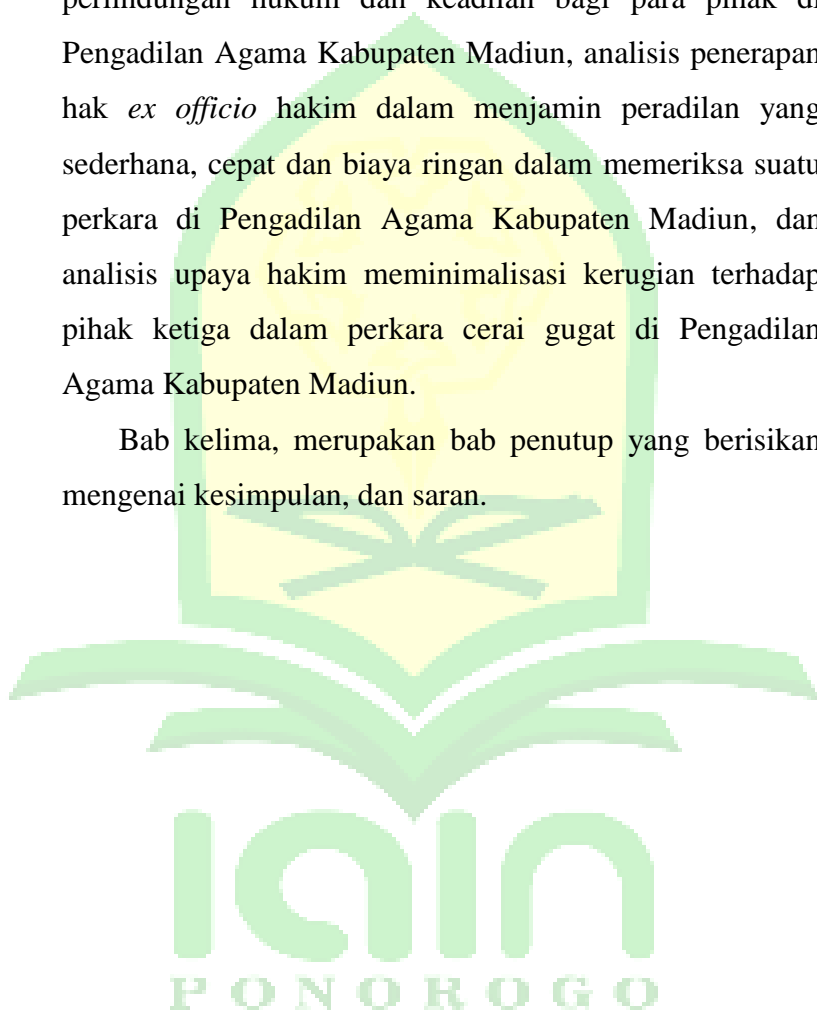 perlindungan hukum dan keadilan bagi para pihak di
Pengadilan Agama Kabupaten Madiun, analisis penerapan
hak ex officio hakim dalam menjamin peradilan yang
sederhana, cepat dan biaya ringan dalam memeriksa suatu
perkara di Pengadilan Agama Kabupaten Madiun, dan
analisis upaya hakim meminimalisasi kerugian terhadap
pihak ketiga dalam perkara cerai gugat di Pengadilan
Agama Kabupaten Madiun.
Bab kelima, merupakan bab penutup yang berisikan
mengenai kesimpulan, dan saran.
IAIN
PONOROGO